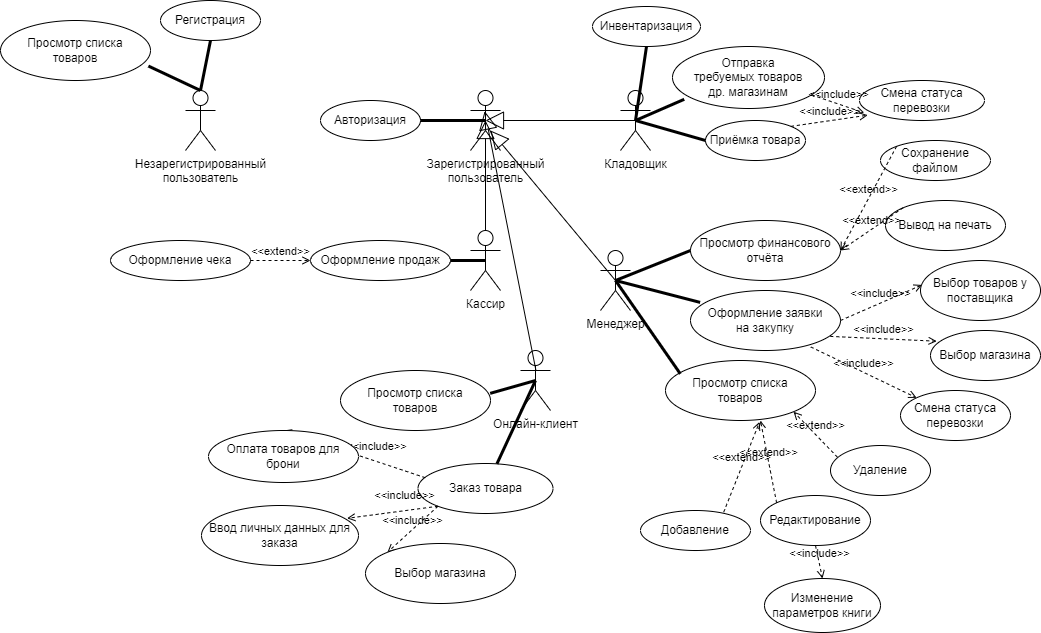 Регистрация
Просмотр списка
товаров
Незарегистрированный
пользователь
Авторизация
Зарегистрированный
пользователь
Инвентаризация
Отправка
требуемых товаров
др. магазинам
<<include>>
Смена статуса
перевозки
<<include>>
Приёмка товара
Кладовщик
Сохранение
файлом
<<extend>>
<<extend>>
Вывод на печать
Просмотр финансового
отчёта
Оформление чека
<<extend>>
Оформление продаж
Кассир
Менеджер
Оформление заявки
на закупку
<<include>>
Выбор товаров у
поставщика
<<include>>
Выбор магазина
<<include>>
Смена статуса
перевозки
Просмотр списка
товаров
<<extend>>
<<extend>>
<<extend>>
Удаление
Добавление
Редактирование
<<include>>
Изменение
параметров книги
Просмотр списка
товаров
Онлайн-клиент
Оплата товаров для
брони
<<include>>
Заказ товара
<<include>>
<<include>>
Ввод личных данных для
заказа
Выбор магазина